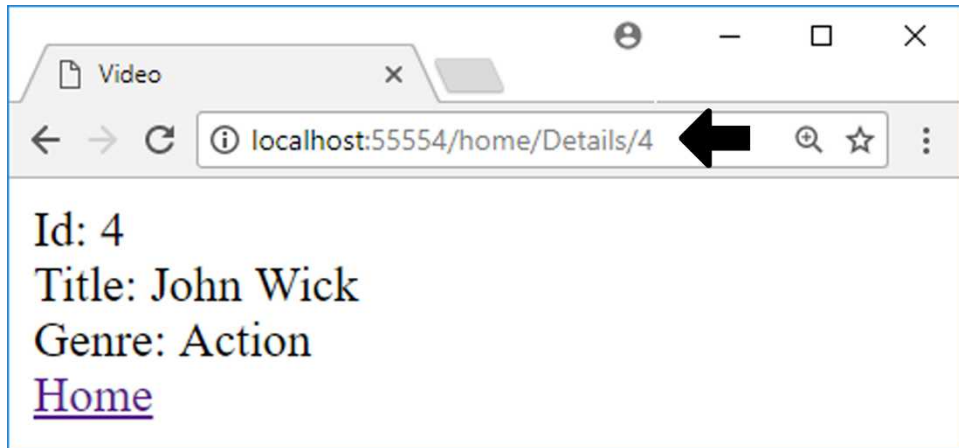 Video
localhost:55554/home/Details/4
Id: 4
Title: John Wick
Genre: Action
Home